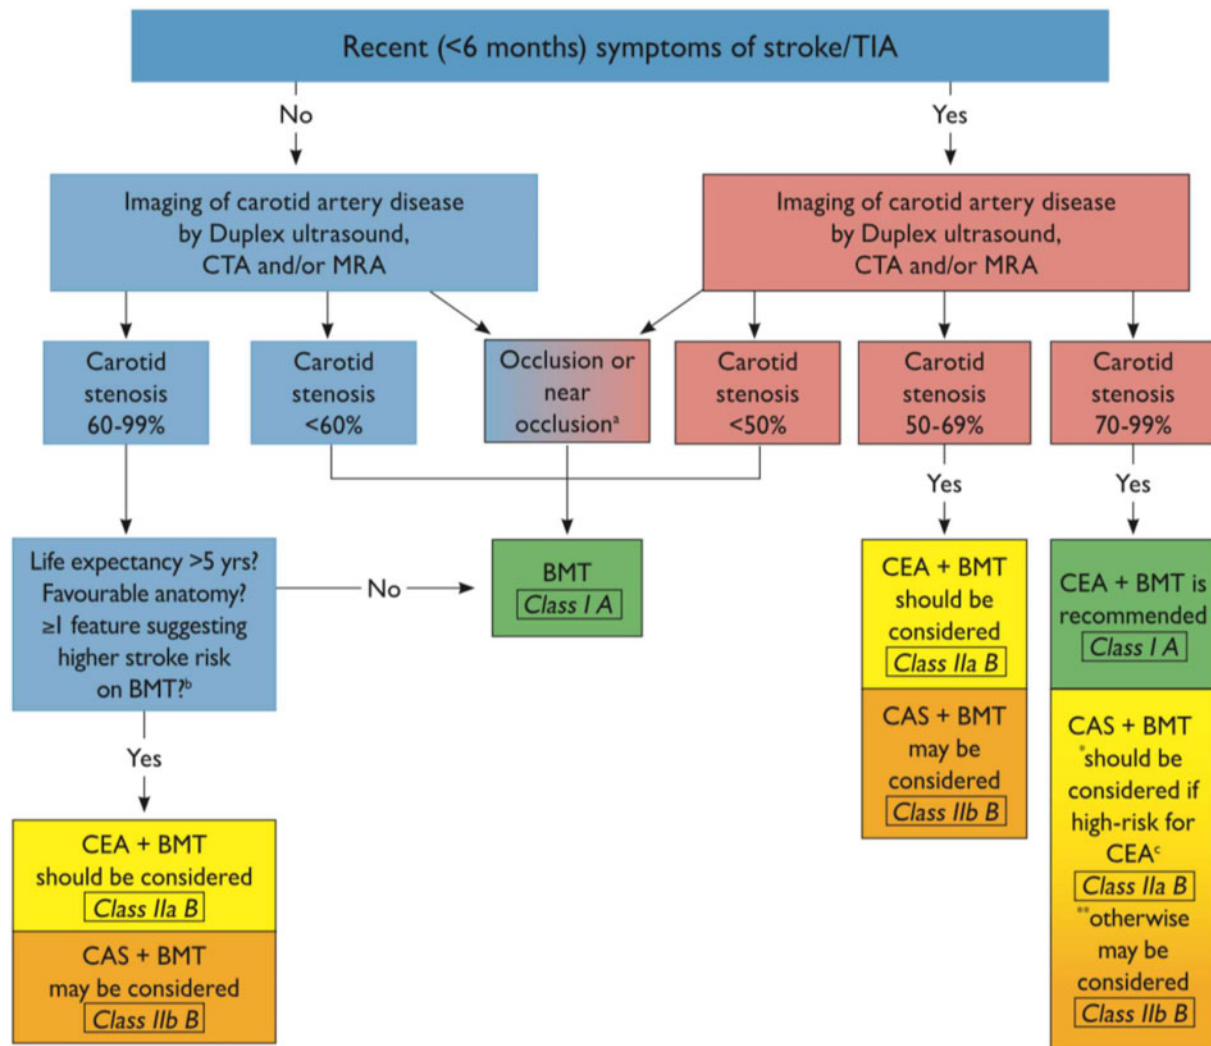 Recent (<6 months) symptoms of stroke/TIA
No
Yes
Imaging of carotid artery disease
by Duplex ultrasound,
CTA and/or MRA
Imaging of carotid artery disease
by Duplex ultrasound,
CTA and/or MRA
Carotid
stenosis
60-99%
Carotid
stenosis
<60%
Occlusion or
near
occlusionᵃ
Carotid
stenosis
<50%
Carotid
stenosis
50-69%
Carotid
stenosis
70-99%
Yes
Yes
Life expectancy >5 yrs?
Favourable anatomy?
≥1 feature suggesting
higher stroke risk
on BMT?ᵇ
No
BMT
Class I A
CEA + BMT
should be
considered
Class IIa B
CAS + BMT
may be
considered
Class IIb B
CEA + BMT is
recommended
Class I A
CAS + BMT
*should be
considered if
high-risk for
CEAᶜ
Class IIa B
**otherwise
may be
considered
Class IIb B
Yes
CEA + BMT
should be considered
Class IIa B
CAS + BMT
may be considered
Class IIb B